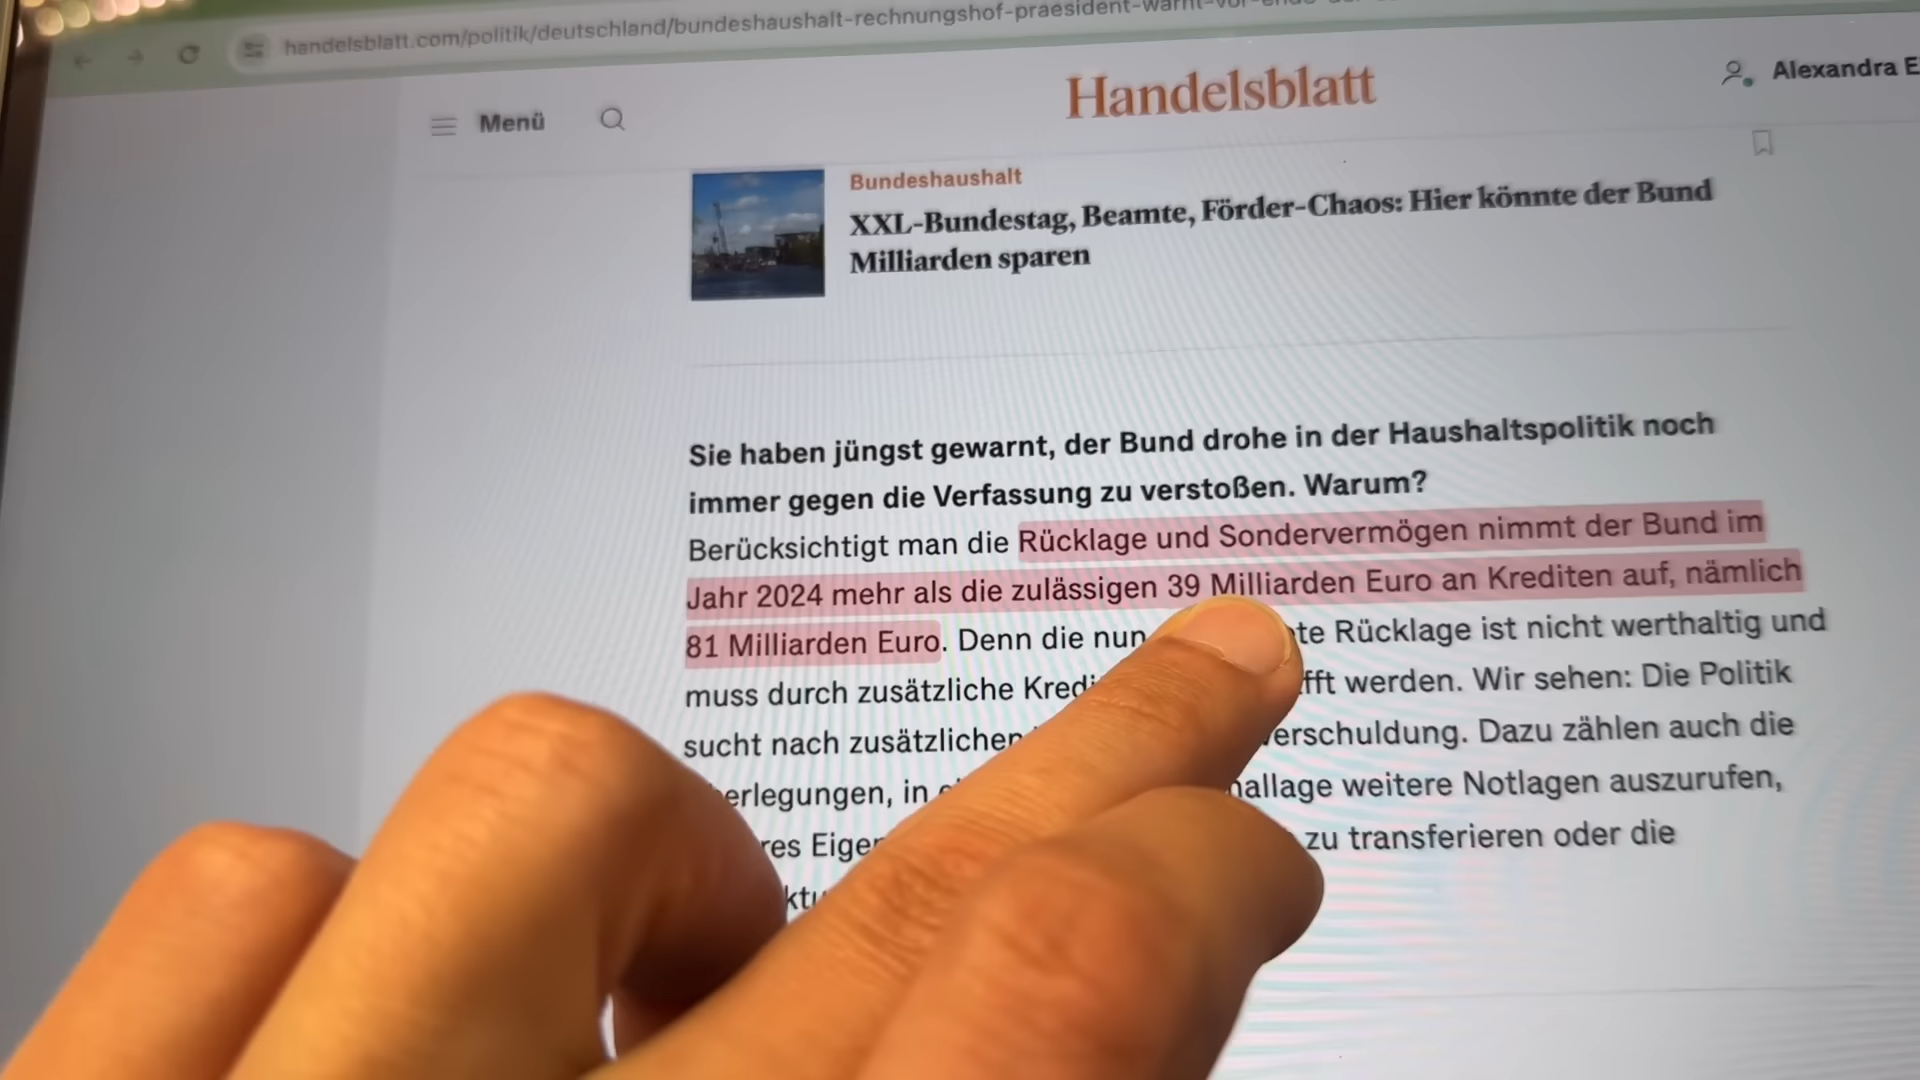 handelsblatt.com/politik/deutschland/bundeshaushalt-rechnungshof-praesident-warnt-vor-ende-
Menü
Handelsblatt
Alexandra E
Bundeshaushalt
XXL-Bundestag, Beamte, Förder-Chaos: Hier könnte der Bund
Milliarden sparen
Sie haben jüngst gewarnt, der Bund drohe in der Haushaltspolitik noch
immer gegen die Verfassung zu verstoßen. Warum?
Berücksichtigt man die Rücklage und Sondervermögen nimmt der Bund im
Jahr 2024 mehr als die zulässigen 39 Milliarden Euro an Krediten auf, nämlich
81 Milliarden Euro. Denn die nun te Rücklage ist nicht werthaltig und
muss durch zusätzliche Kredi fft werden. Wir sehen: Die Politik
sucht nach zusätzlichen erschuldung. Dazu zählen auch die
erlegungen, in allage weitere Notlagen auszurufen,
res Eigen zu transferieren oder die
ktu